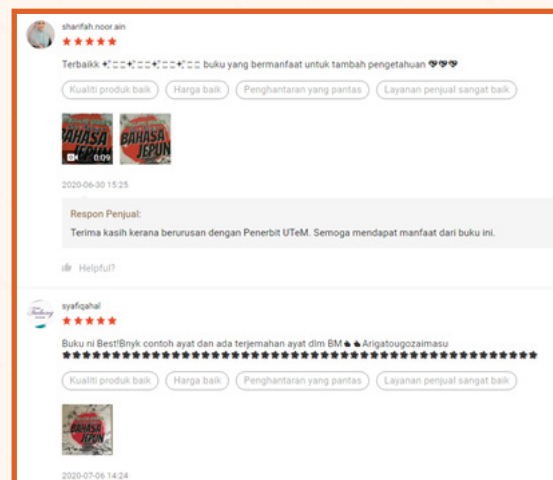 sharifah.noor.ain
★★★★★
Terbaikk buku yang bermanfaat untuk tambah pengetahuan
Kualiti produk baik Harga baik Penghantaran yang pantas Layanan penjual sangat baik
BAHASA JEPUN
0:09
BAHASA JEPUN
2020-06-30 15:25
Respon Penjual:
Terima kasih kerana berurusan dengan Penerbit UTeM. Semoga mendapat manfaat dari buku ini.
Helpful?
syafiqahal
★★★★★
Buku ni Best!Bnyk contoh ayat dan ada terjemahan ayat dlm BM Arigatougozaimasu
Kualiti produk baik Harga baik Penghantaran yang pantas Layanan penjual sangat baik
BAHASA JEPUN
2020-07-06 14:24